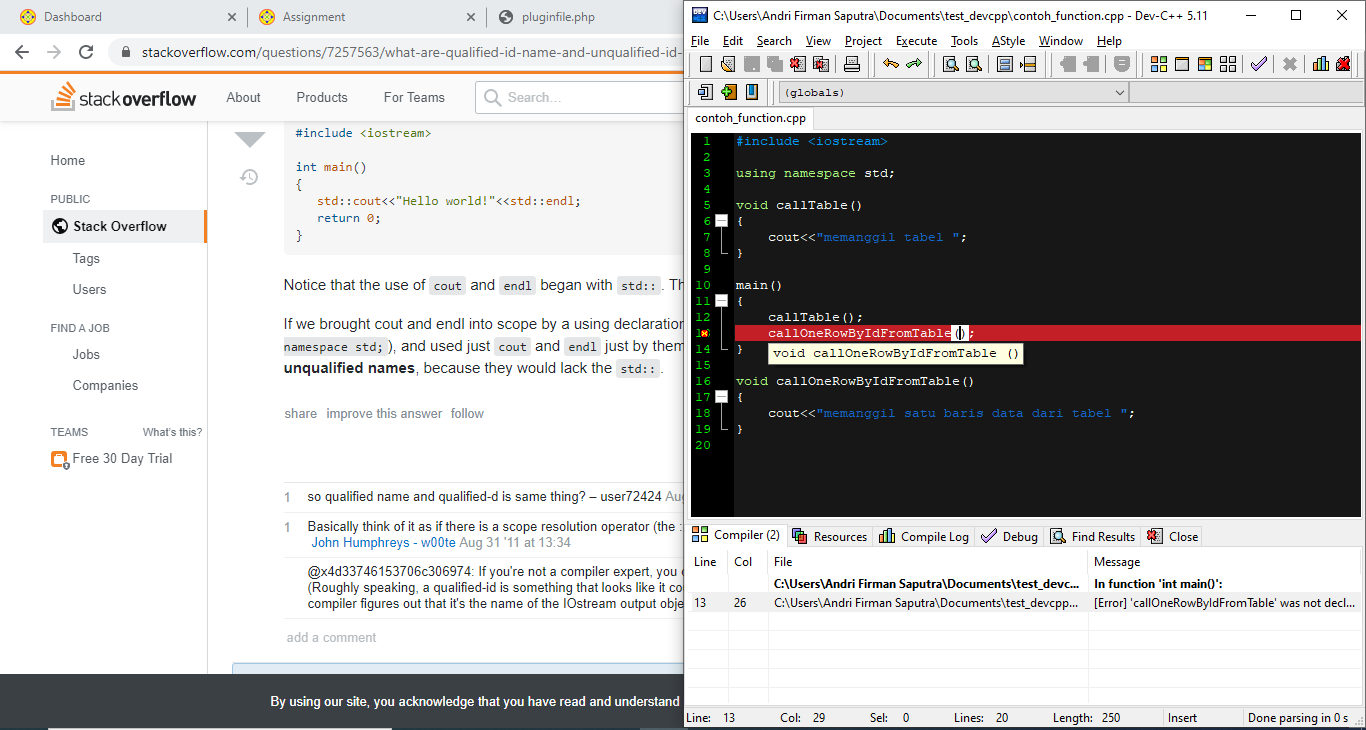 Dashboard
Assignment
pluginfile.php
stackoverflow.com/questions/7257563/what-are-qualified-id-name-and-unqualified-id-
stackoverflow
About
Products
For Teams
Search...
Home
PUBLIC
Stack Overflow
Tags
Users
FIND A JOB
Jobs
Companies
TEAMS
What's this?
Free 30 Day Trial
#include <iostream>
int main()
{
std::cout<<"Hello world!"<<std::endl;
return 0;
}
Notice that the use of cout and endl began with std:: . Th
If we brought cout and endl into scope by a using declaration
namespace std; ), and used just cout and endl just by them
unqualified names, because they would lack the std:: .
share improve this answer follow
1 so qualified name and qualified-d is same thing? – user72424 Au
1 Basically think of it as if there is a scope resolution operator (the :
John Humphreys - w00te Aug 31 '11 at 13:34
@x4d33746153706c306974: If you're not a compiler expert, you
(Roughly speaking, a qualified-id is something that looks like it co
compiler figures out that it's the name of the IOstream output obje
add a comment
By using our site, you acknowledge that you have read and understand
C:\Users\Andri Firman Saputra\Documents\test_devcpp\contoh_function.cpp - Dev-C++ 5.11
File Edit Search View Project Execute Tools AStyle Window Help
DEV
(globals)
contoh_function.cpp
1 #include <iostream>
2
3 using namespace std;
4
5 void callTable()
6 {
7 cout<<"memanggil tabel ";
8 }
9
10 main()
11 {
12 callTable();
13 callOneRowByIdFromTable();
14 }
void callOneRowByIdFromTable ()
15
16 void callOneRowByIdFromTable()
17 {
18 cout<<"memanggil satu baris data dari tabel ";
19 }
20
Compiler (2) Resources Compile Log Debug Find Results Close
Line Col File Message
C:\Users\Andri Firman Saputra\Documents\test_devc... In function 'int main()':
13 26 C:\Users\Andri Firman Saputra\Documents\test_devcpp... [Error] 'callOneRowByIdFromTable' was not decl...
Line: 13 Col: 29 Sel: 0 Lines: 20 Length: 250 Insert Done parsing in 0 s